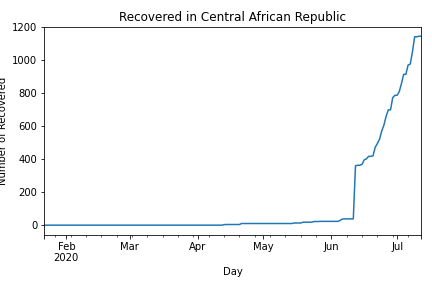 Recovered in Central African Republic
1200
1000
800
600
400
200
0
Number of Recovered
Feb
2020
Mar
Apr
May
Jun
Jul
Day